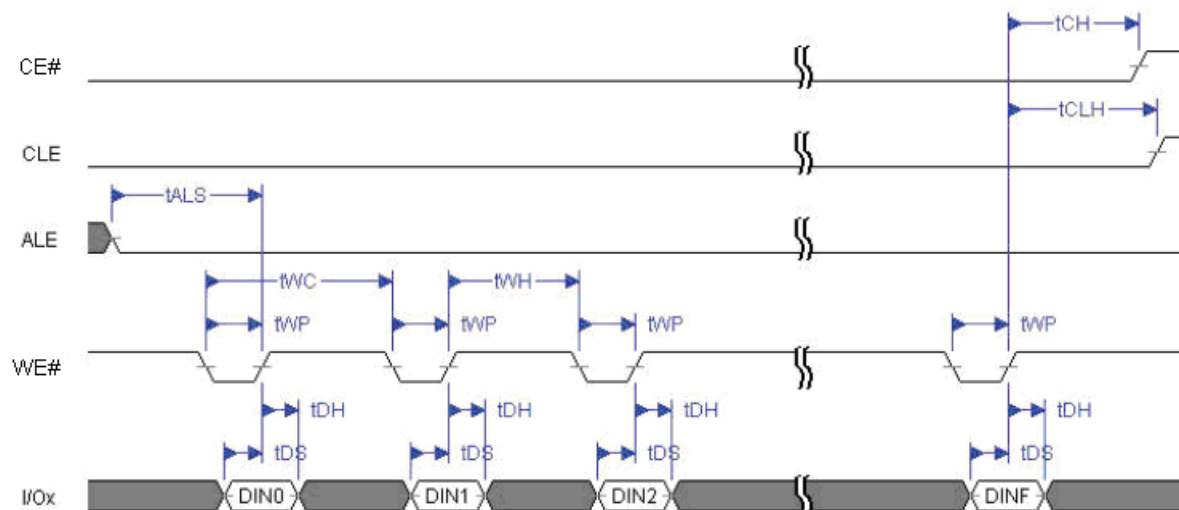 tCH
CE#
tCLH
CLE
tALS
ALE
tWC tWH
tWP tWP tWP tWP
WE#
tDH tDH tDH tDH
tDS tDS tDS tDS
I/Ox DIN0 DIN1 DIN2 DINF